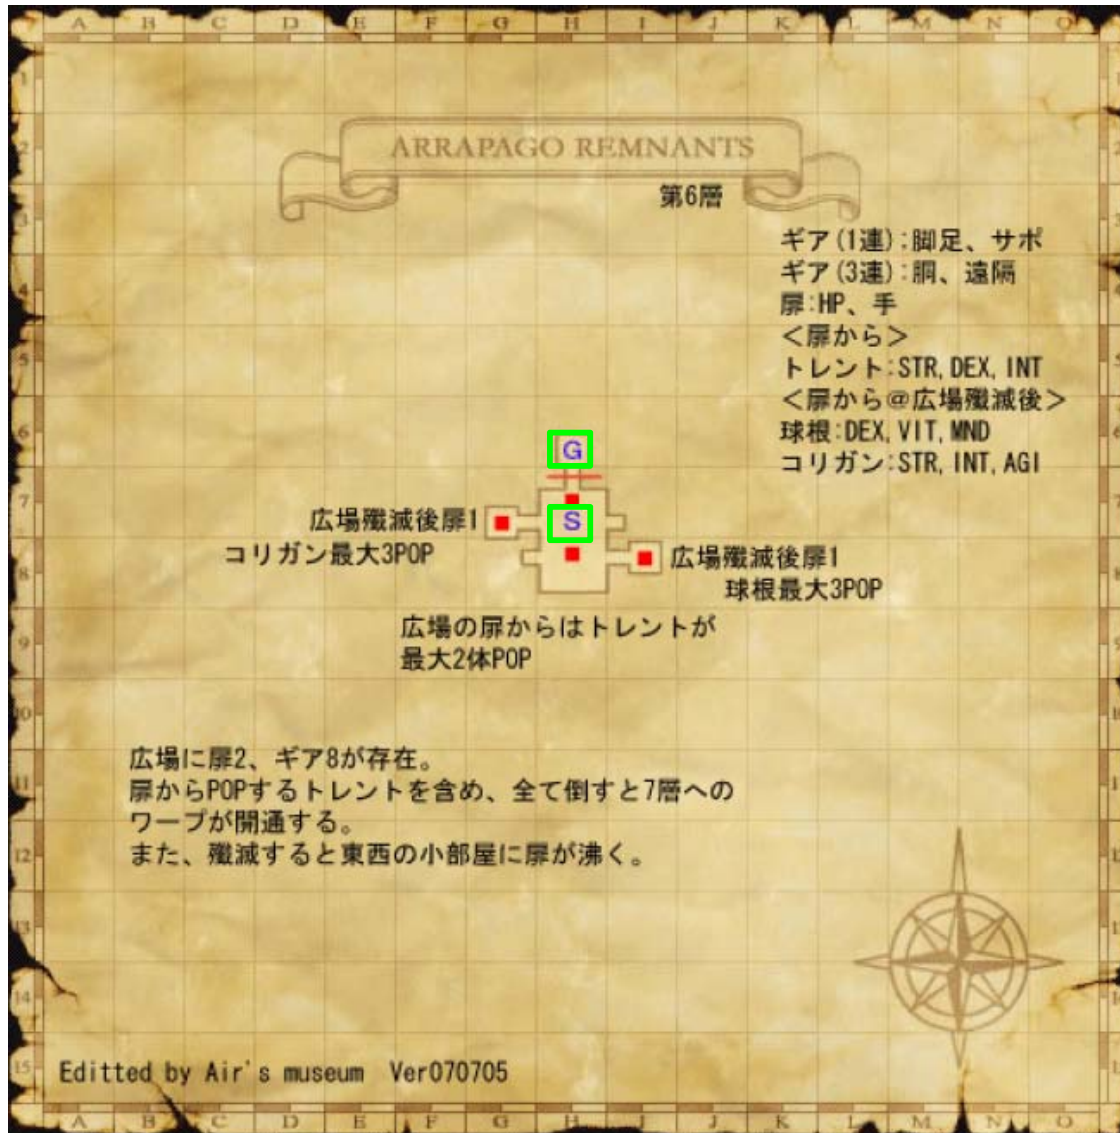 A B C D E F G H I J K L M N O
ARRAPAGO REMNANTS
第6層
ギア(1連):脚足、サポ
ギア(3連):胴、遠隔
扉:HP、手
<扉から>
トレント:STR,DEX,INT
<扉から@広場殲滅後>
球根:DEX,VIT,MND
コリガン:STR,INT,AGI
G
S
広場殲滅後扉1
コリガン最大3POP
広場殲滅後扉1
球根最大3POP
広場の扉からはトレントが
最大2体POP
広場に扉2、ギア8が存在。
扉からPOPするトレントを含め、全て倒すと7層への
ワープが開通する。
また、殲滅すると東西の小部屋に扉が沸く。
Editted by Air's museum Ver070705
A B C D E F G H I J K L M N O